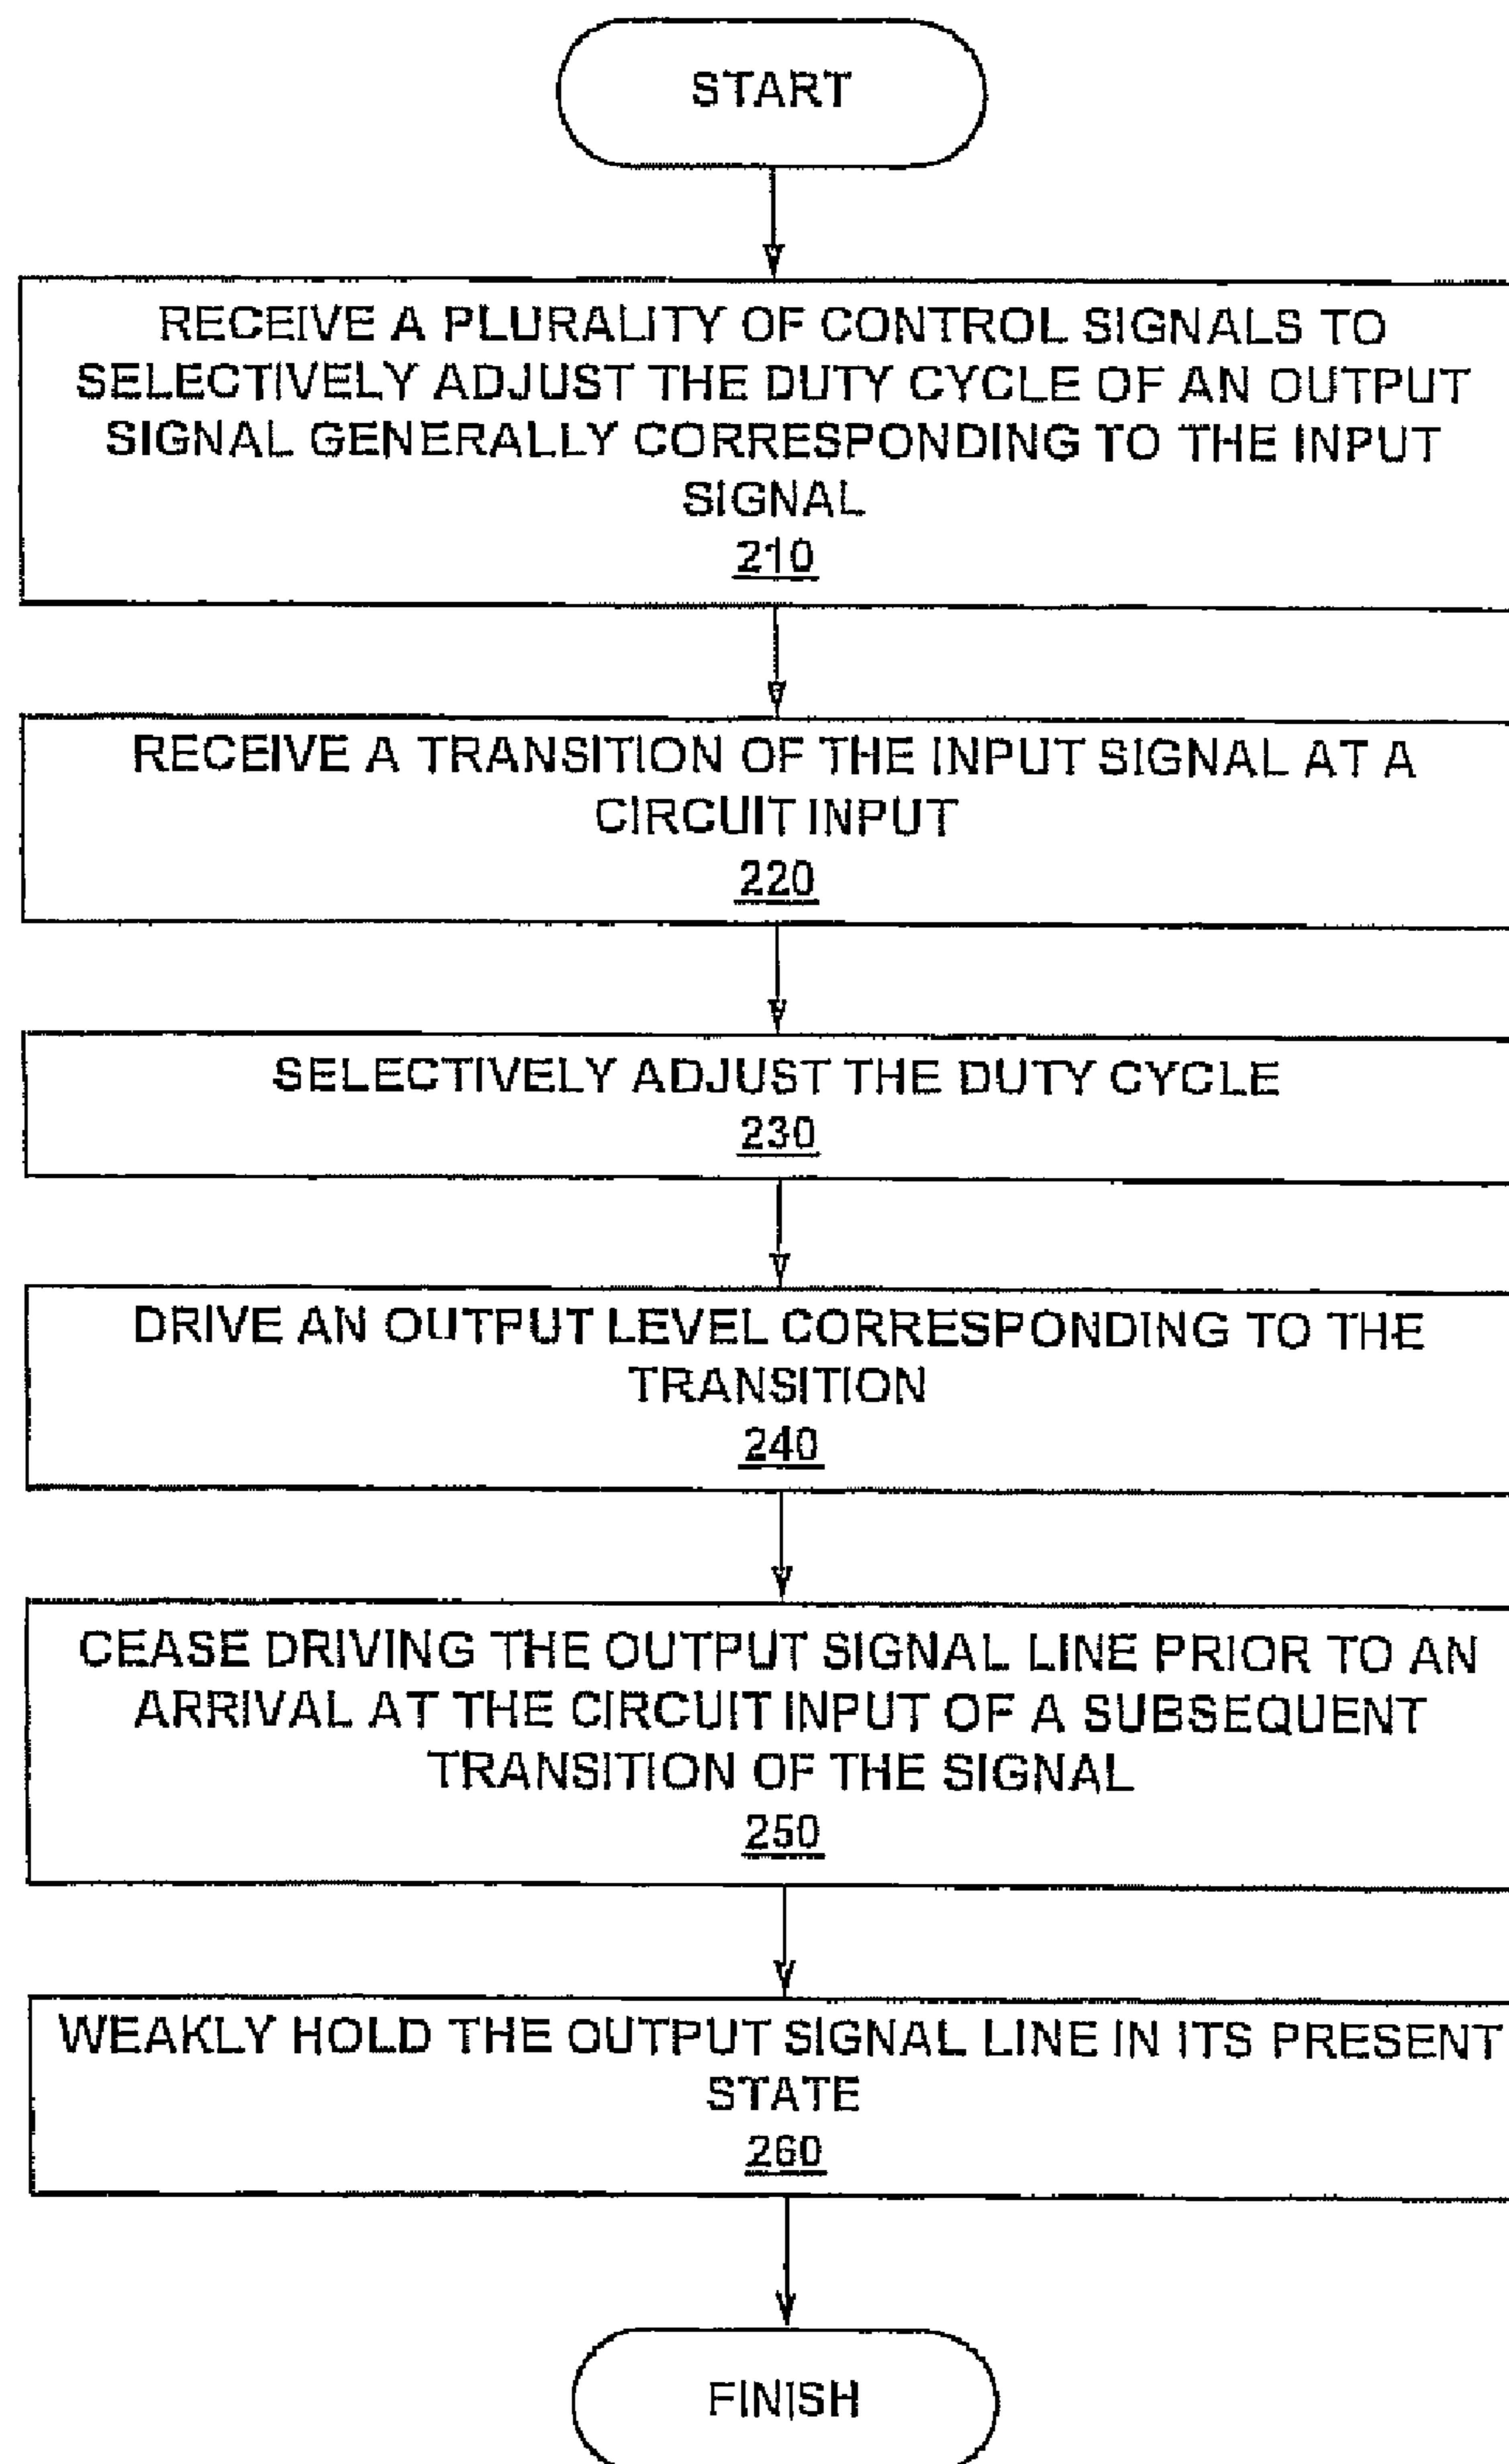 START
RECEIVE A PLURALITY OF CONTROL SIGNALS TO
SELECTIVELY ADJUST THE DUTY CYCLE OF AN OUTPUT
SIGNAL GENERALLY CORRESPONDING TO THE INPUT
SIGNAL
210
RECEIVE A TRANSITION OF THE INPUT SIGNAL AT A
CIRCUIT INPUT
220
SELECTIVELY ADJUST THE DUTY CYCLE
230
DRIVE AN OUTPUT LEVEL CORRESPONDING TO THE
TRANSITION
240
CEASE DRIVING THE OUTPUT SIGNAL LINE PRIOR TO AN
ARRIVAL AT THE CIRCUIT INPUT OF A SUBSEQUENT
TRANSITION OF THE SIGNAL
250
WEAKLY HOLD THE OUTPUT SIGNAL LINE IN ITS PRESENT
STATE
260
FINISH